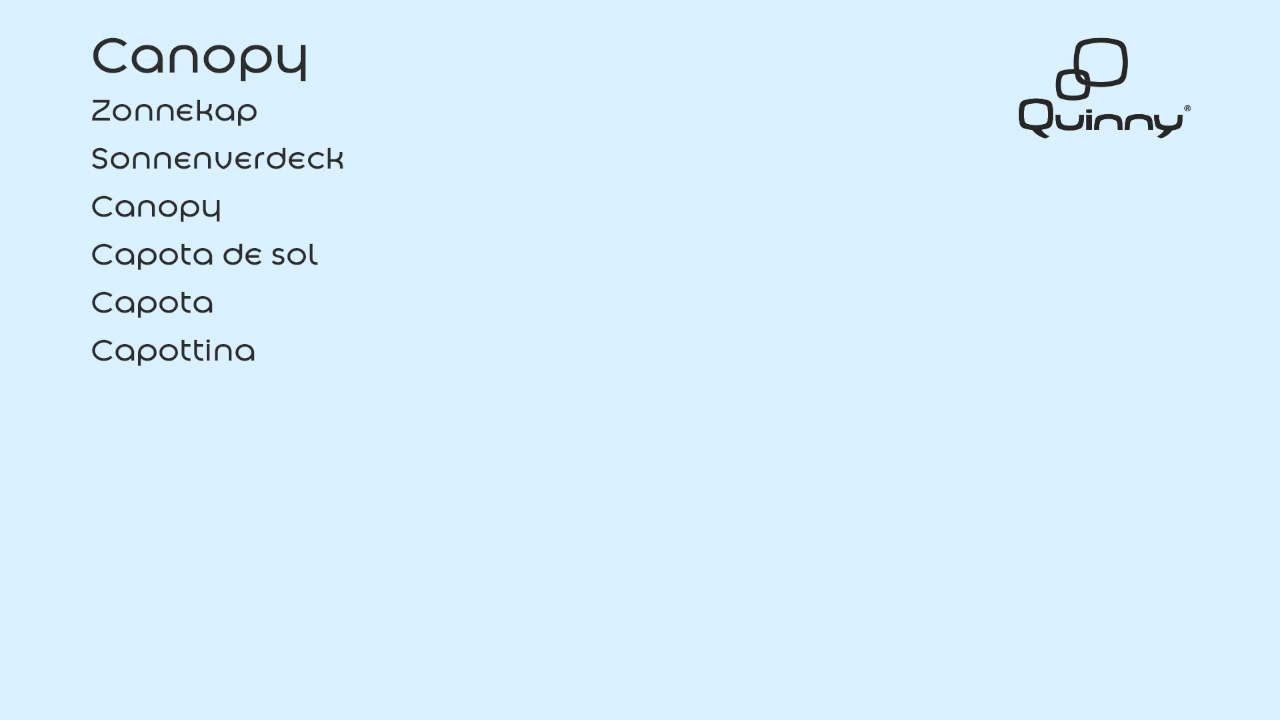 Canopy
Zonnekap
Sonnenverdeck
Canopy
Capota de sol
Capota
Capottina
Quinny®